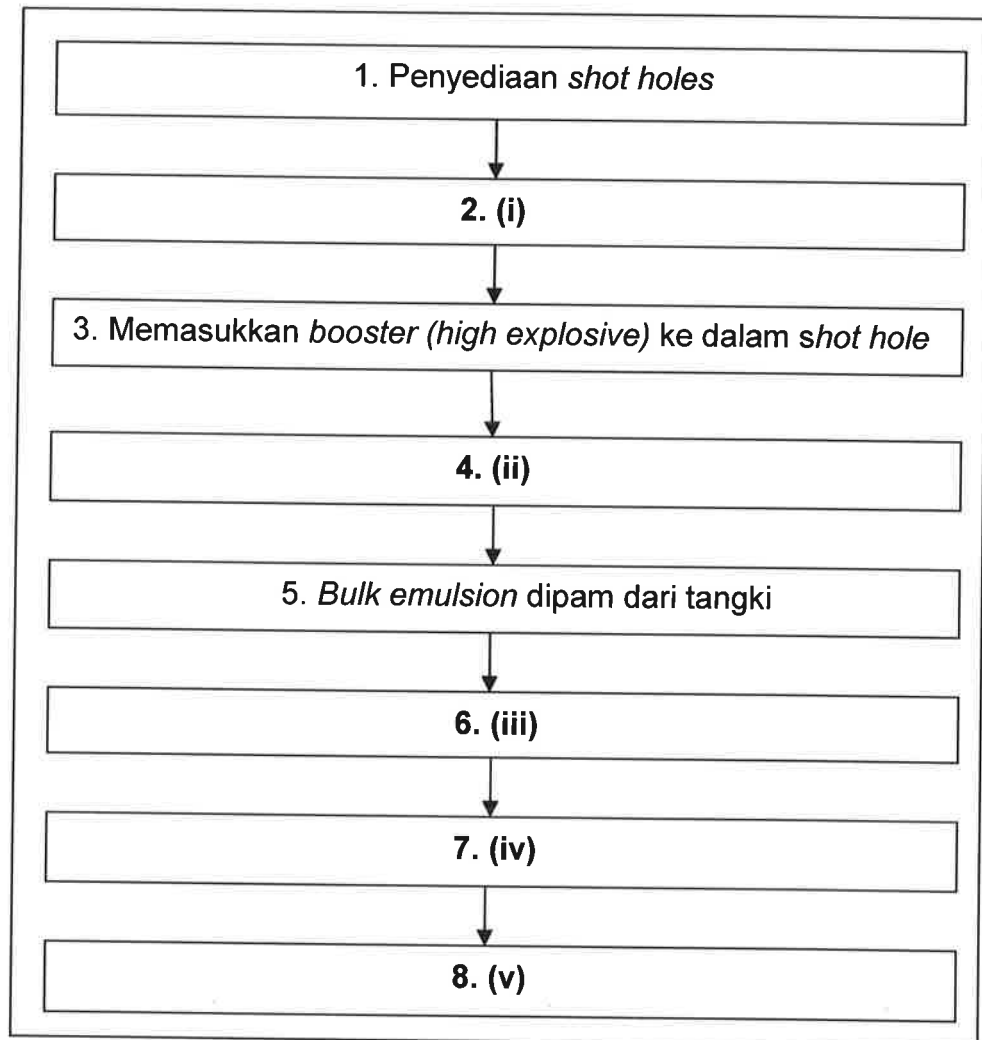 1. Penyediaan shot holes
2. (i)
3. Memasukkan booster (high explosive) ke dalam shot hole
4. (ii)
5. Bulk emulsion dipam dari tangki
6. (iii)
7. (iv)
8. (v)